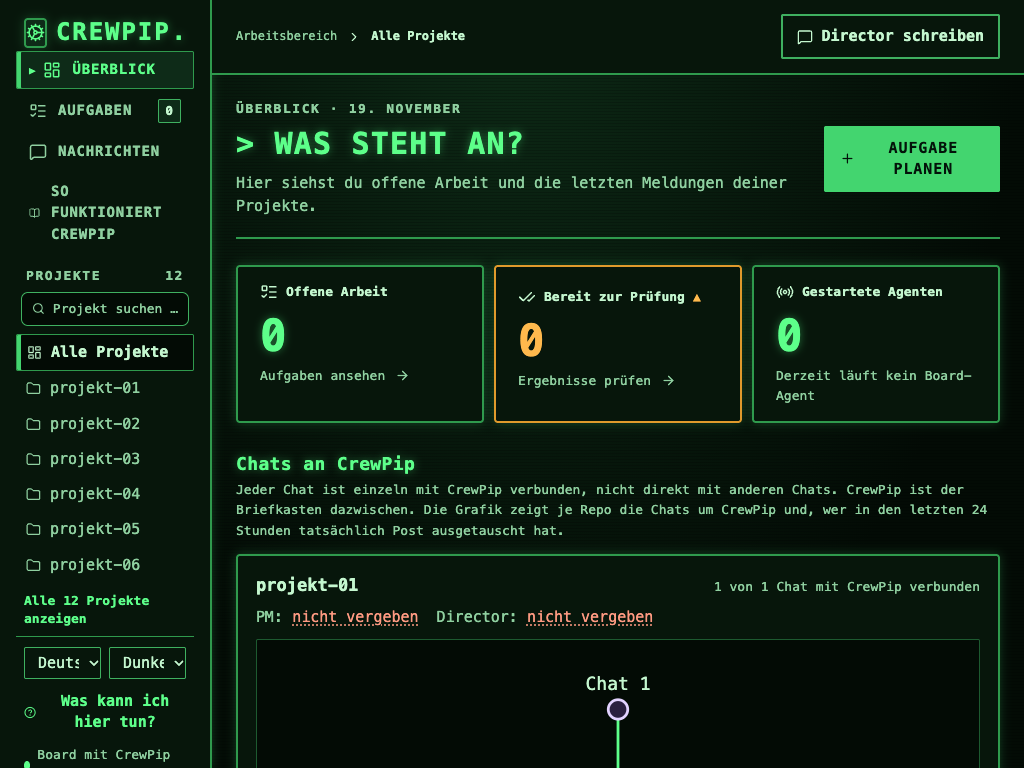 CREWPIP.
ÜBERBLICK
AUFGABEN 0
NACHRICHTEN
SO
FUNKTIONIERT
CREWPIP
PROJEKTE 12
Projekt suchen …
Alle Projekte
projekt-01
projekt-02
projekt-03
projekt-04
projekt-05
projekt-06
Alle 12 Projekte
anzeigen
Was kann ich
hier tun?
Board mit CrewPip
Arbeitsbereich > Alle Projekte
Director schreiben
ÜBERBLICK · 19. NOVEMBER
> WAS STEHT AN?
Hier siehst du offene Arbeit und die letzten Meldungen deiner
Projekte.
+ AUFGABE
PLANEN
Offene Arbeit
0
Aufgaben ansehen →
Bereit zur Prüfung ▲
0
Ergebnisse prüfen →
Gestartete Agenten
0
Derzeit läuft kein Board-
Agent
Chats an CrewPip
Jeder Chat ist einzeln mit CrewPip verbunden, nicht direkt mit anderen Chats. CrewPip ist der
Briefkasten dazwischen. Die Grafik zeigt je Repo die Chats um CrewPip und, wer in den letzten 24
Stunden tatsächlich Post ausgetauscht hat.
projekt-01
1 von 1 Chat mit CrewPip verbunden
PM: nicht vergeben Director: nicht vergeben
Chat 1